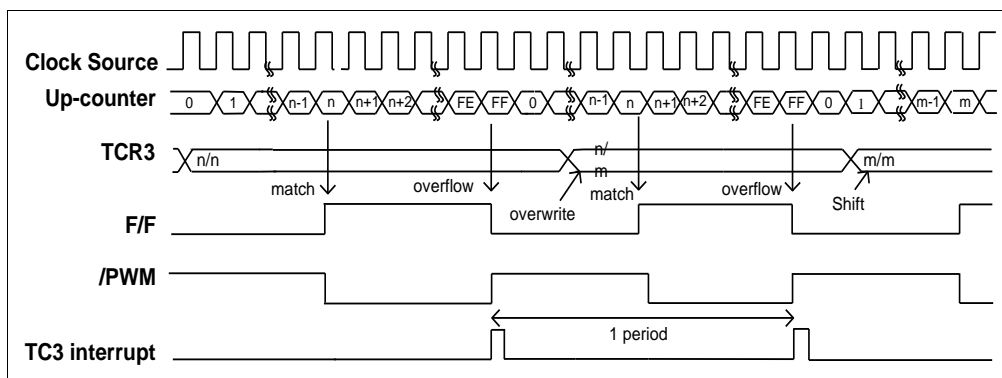 Clock Source
Up-counter 0 1 n-1 n n+1 n+2 FE FF 0 n-1 n n+1 n+2 FE FF 0 1 m-1 m
TCR3 n/n n/ m/m
m
match overflow overwrite match overflow Shift
F/F
/PWM
1 period
TC3 interrupt